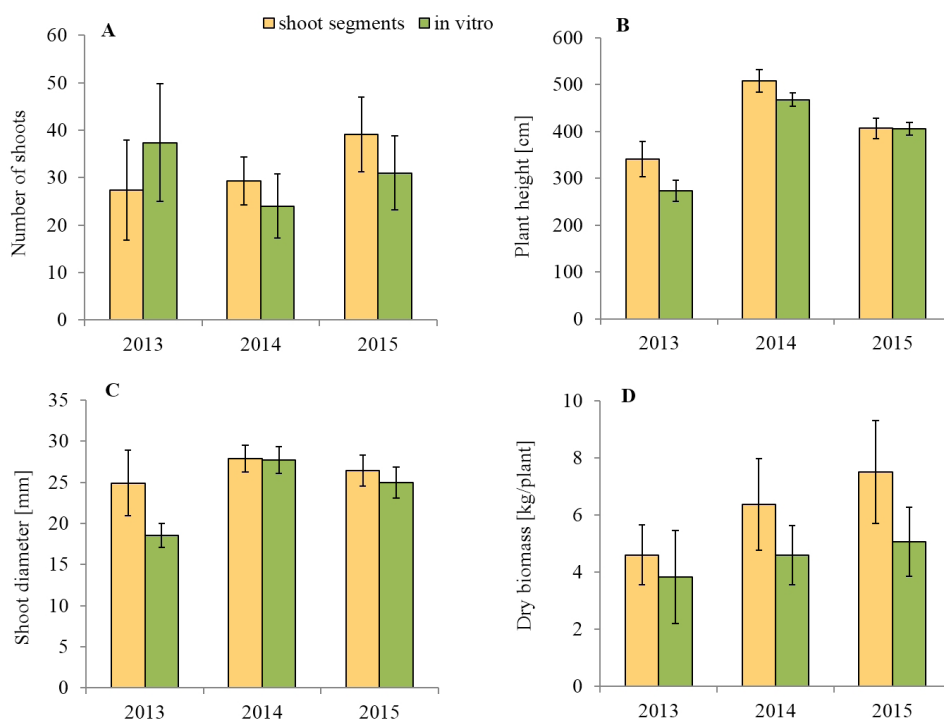 A
shoot segments in vitro
Number of shoots
60
50
40
30
20
10
0
2013 2014 2015
B
Plant height [cm]
600
500
400
300
200
100
0
2013 2014 2015
C
Shoot diameter [mm]
35
30
25
20
15
10
5
0
2013 2014 2015
D
Dry biomass [kg/plant]
10
8
6
4
2
0
2013 2014 2015